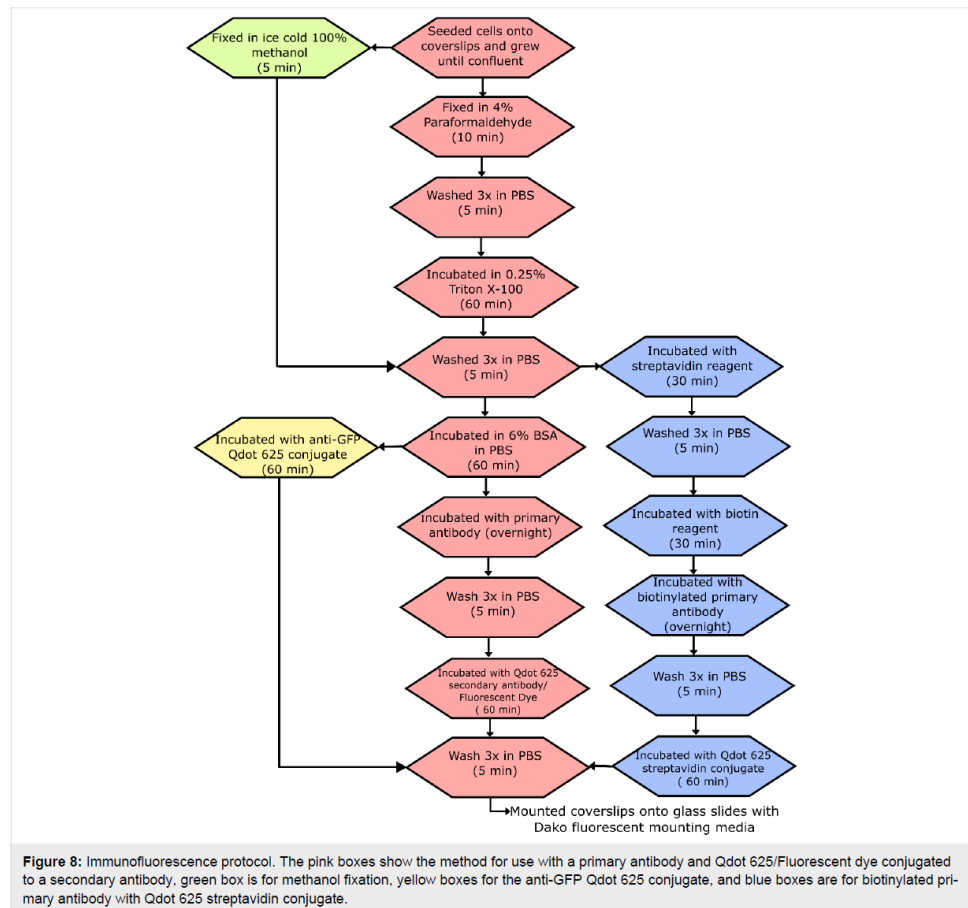 Fixed in ice cold 100%
methanol
(5 min)
Seeded cells onto
coverslips and grew
until confluent
Fixed in 4%
Paraformaldehyde
(10 min)
Washed 3x in PBS
(5 min)
Incubated in 0.25%
Triton X-100
(60 min)
Washed 3x in PBS
(5 min)
Incubated with
streptavidin reagent
(30 min)
Incubated with anti-GFP
Qdot 625 conjugate
(60 min)
Incubated in 6% BSA
in PBS
(60 min)
Washed 3x in PBS
(5 min)
Incubated with primary
antibody (overnight)
Incubated with biotin
reagent
(30 min)
Wash 3x in PBS
(5 min)
Incubated with
biotinylated primary
antibody
(overnight)
Incubated with Qdot 625
secondary antibody/
Fluorescent Dye
( 60 min)
Wash 3x in PBS
(5 min)
Wash 3x in PBS
(5 min)
Incubated with Qdot 625
streptavidin conjugate
( 60 min)
Mounted coverslips onto glass slides with
Dako fluorescent mounting media
Figure 8: Immunofluorescence protocol. The pink boxes show the method for use with a primary antibody and Qdot 625/Fluorescent dye conjugated
to a secondary antibody, green box is for methanol fixation, yellow boxes for the anti-GFP Qdot 625 conjugate, and blue boxes are for biotinylated pri-
mary antibody with Qdot 625 streptavidin conjugate.